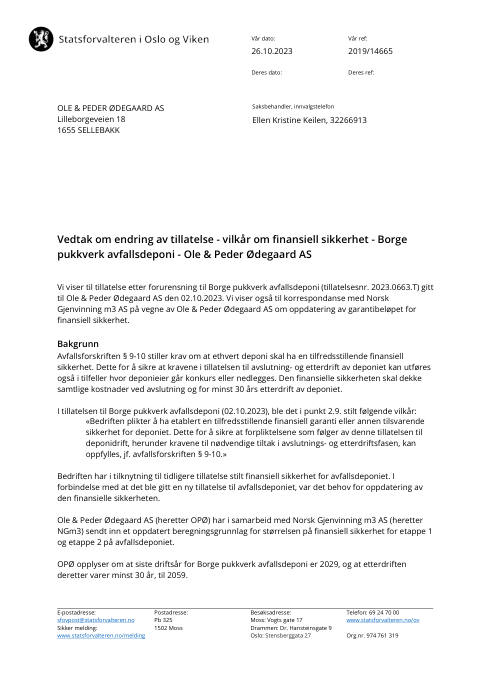 Statsforvalteren i Oslo og Viken
Vår dato:
Vår ref:
26.10.2023
2019/14665
Deres dato:
Deres ref:
OLE & PEDER ØDEGAARD AS
Lilleborgeveien 18
1655 SELLEBAKK
Saksbehandler, innvalgstelefon
Ellen Kristine Keilen, 32266913
Vedtak om endring av tillatelse - vilkår om finansiell sikkerhet - Borge
pukkverk avfallsdeponi - Ole & Peder Ødegaard AS
Vi viser til tillatelse etter forurensning til Borge pukkverk avfallsdeponi (tillatelsesnr. 2023.0663.T) gitt
til Ole & Peder Ødegaard AS den 02.10.2023. Vi viser også til korrespondanse med Norsk
Gjenvinning m3 AS på vegne av Ole & Peder Ødegaard AS om oppdatering av garantibeløpet for
finansiell sikkerhet.
Bakgrunn
Avfallsforskriften § 9-10 stiller krav om at ethvert deponi skal ha en tilfredsstillende finansiell
sikkerhet. Dette for å sikre at kravene i tillatelsen til avslutning- og etterdrift av deponiet kan utføres
også i tilfeller hvor deponieier går konkurs eller nedlegges. Den finansielle sikkerheten skal dekke
samtlige kostnader ved avslutning og for minst 30 års etterdrift av deponiet.
I tillatelsen til Borge pukkverk avfallsdeponi (02.10.2023), ble det i punkt 2.9. stilt følgende vilkår:
«Bedriften plikter å ha etablert en tilfredsstillende finansiell garanti eller annen tilsvarende
sikkerhet for deponiet. Dette for å sikre at forpliktelsene som følger av denne tillatelsen til
deponidrift, herunder kravene til nødvendige tiltak i avslutnings- og etterdriftsfasen, kan
oppfylles, jf. avfallsforskriften § 9-10.»
Bedriften har i tilknytning til tidligere tillatelse stilt finansiell sikkerhet for avfallsdeponiet. I
forbindelse med at det ble gitt en ny tillatelse til avfallsdeponiet, var det behov for oppdatering av
den finansielle sikkerheten.
Ole & Peder Ødegaard AS (heretter OPØ) har i samarbeid med Norsk Gjenvinning m3 AS (heretter
NGm3) sendt inn et oppdatert beregningsgrunnlag for størrelsen på finansiell sikkerhet for etappe 1
og etappe 2 på avfallsdeponiet.
OPØ opplyser om at siste driftsår for Borge pukkverk avfallsdeponi er 2029, og at etterdriften
deretter varer minst 30 år, til 2059.
E-postadresse:
sfovpost@statsforvalteren.no
Sikker melding:
www.statsforvalteren.no/melding
Postadresse:
Pb 325
1502 Moss
Besøksadresse:
Moss: Vogts gate 17
Drammen: Dr. Hansteinsgate 9
Oslo: Stensberggata 27
Telefon: 69 24 70 00
www.statsforvalteren.no/ov
Org.nr. 974 761 319